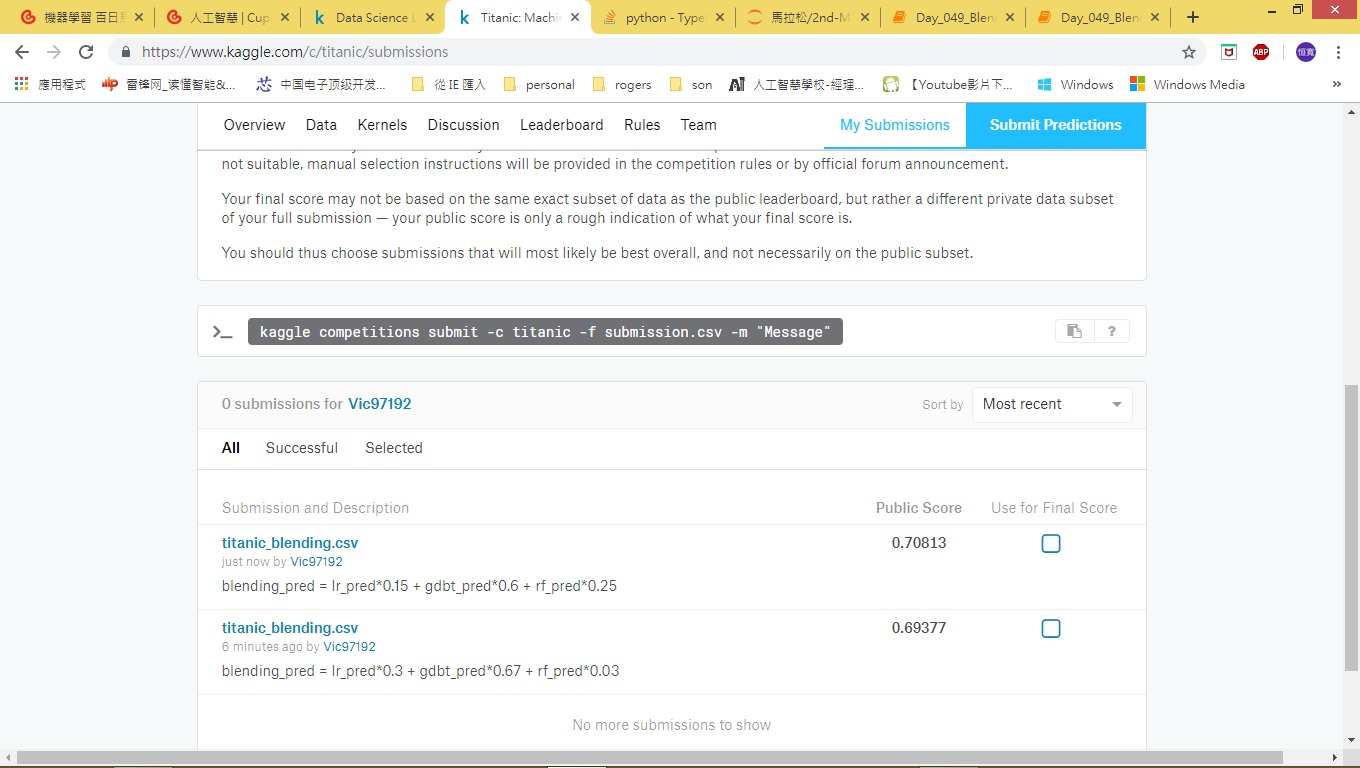 機器學習 百日馬
人工智慧 | Cup
Data Science L
Titanic: Machi
python - TypeE
馬拉松/2nd-M
Day_049_Blend
Day_049_Blend
https://www.kaggle.com/c/titanic/submissions
ABP
恒寬
應用程式
雷锋网_读懂智能&...
中国电子顶级开发...
從 IE 匯入
personal
rogers
son
人工智慧學校-經理...
【Youtube影片下...
Windows
Windows Media
»
Overview Data Kernels Discussion Leaderboard Rules Team My Submissions Submit Predictions
not suitable, manual selection instructions will be provided in the competition rules or by official forum announcement.
Your final score may not be based on the same exact subset of data as the public leaderboard, but rather a different private data subset
of your full submission — your public score is only a rough indication of what your final score is.
You should thus choose submissions that will most likely be best overall, and not necessarily on the public subset.
>_ kaggle competitions submit -c titanic -f submission.csv -m "Message" ?
0 submissions for Vic97192 Sort by Most recent
All Successful Selected
Submission and Description Public Score Use for Final Score
titanic_blending.csv 0.70813
just now by Vic97192
blending_pred = lr_pred*0.15 + gdbt_pred*0.6 + rf_pred*0.25
titanic_blending.csv 0.69377
6 minutes ago by Vic97192
blending_pred = lr_pred*0.3 + gdbt_pred*0.67 + rf_pred*0.03
No more submissions to show